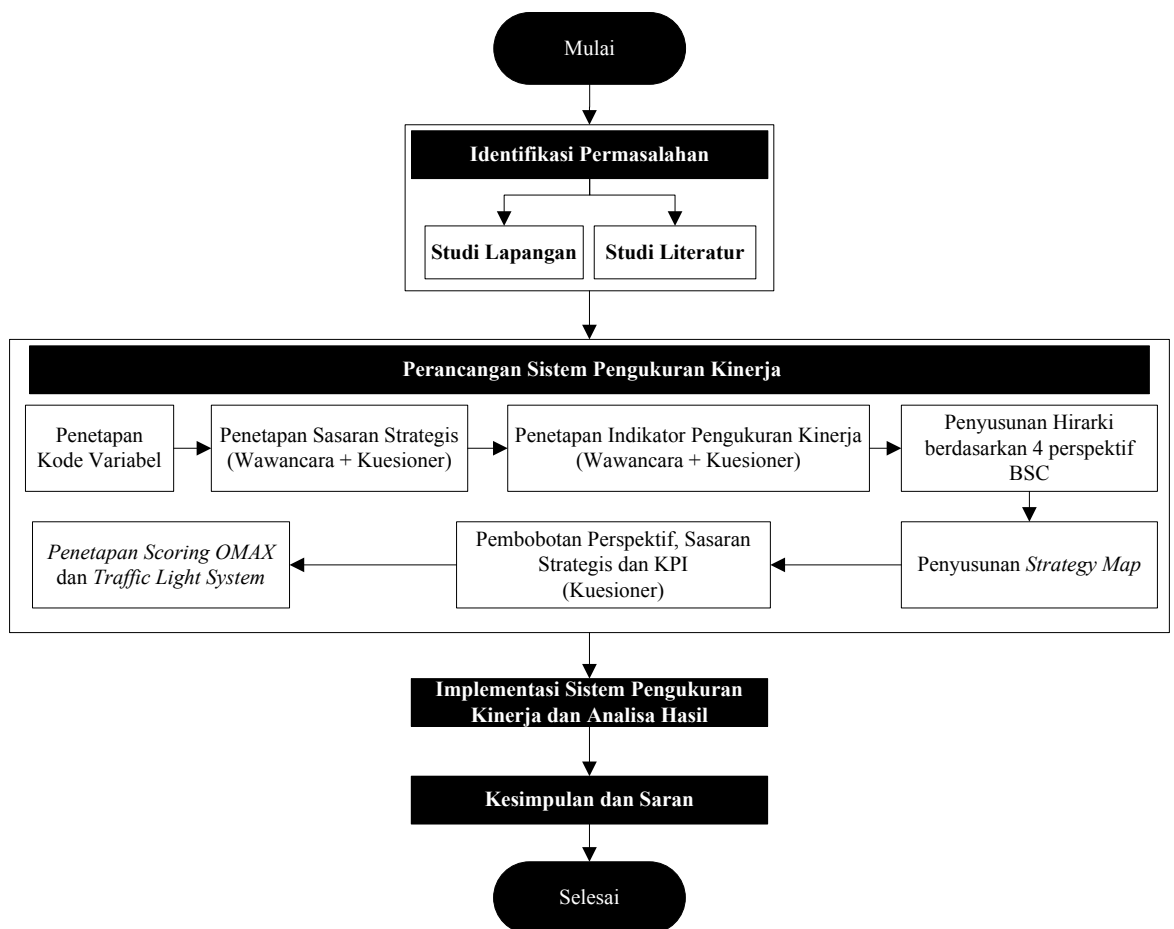 Mulai
Identifikasi Permasalahan
Studi Lapangan
Studi Literatur
Perancangan Sistem Pengukuran Kinerja
Penetapan
Kode Variabel
Penetapan Sasaran Strategis
(Wawancara + Kuesioner)
Penetapan Indikator Pengukuran Kinerja
(Wawancara + Kuesioner)
Penyusunan Hirarki
berdasarkan 4 perspektif
BSC
Penyusunan Strategy Map
Pembobotan Perspektif, Sasaran
Strategis dan KPI
(Kuesioner)
Penetapan Scoring OMAX
dan Traffic Light System
Implementasi Sistem Pengukuran
Kinerja dan Analisa Hasil
Kesimpulan dan Saran
Selesai